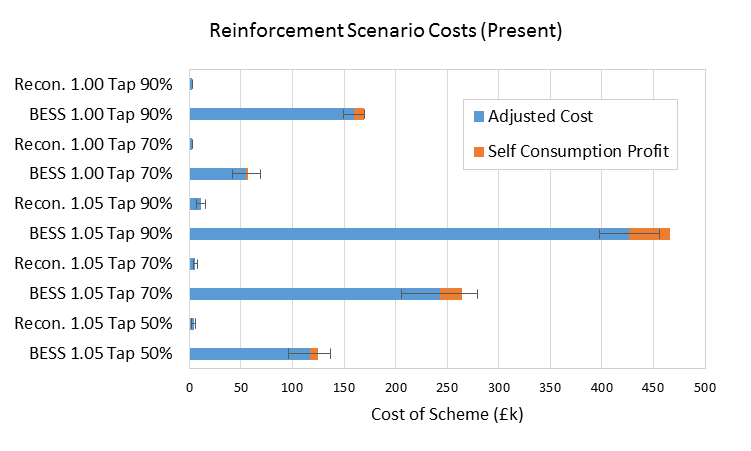 Reinforcement Scenario Costs (Present)
Recon. 1.00 Tap 90%
BESS 1.00 Tap 90%
Recon. 1.00 Tap 70%
BESS 1.00 Tap 70%
Recon. 1.05 Tap 90%
BESS 1.05 Tap 90%
Recon. 1.05 Tap 70%
BESS 1.05 Tap 70%
Recon. 1.05 Tap 50%
BESS 1.05 Tap 50%
Adjusted Cost
Self Consumption Profit
0 50 100 150 200 250 300 350 400 450 500
Cost of Scheme (£k)